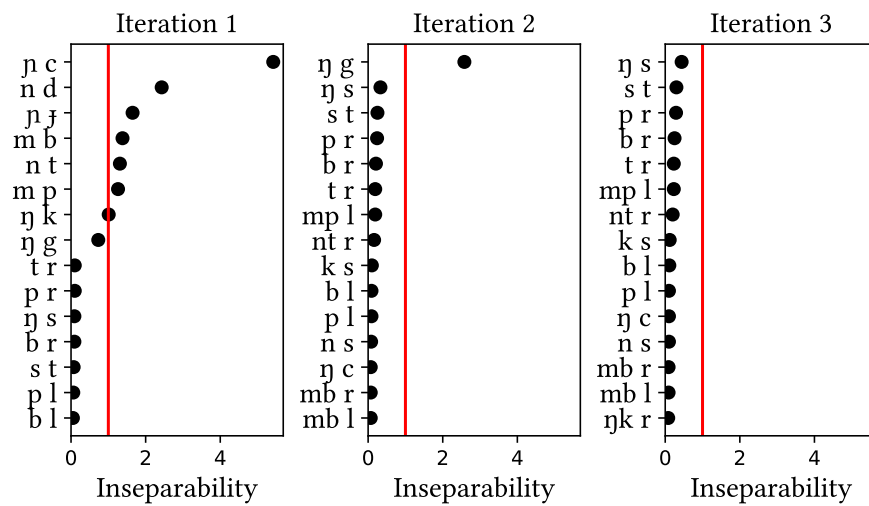 Iteration 1
ɲ c
n d
ɲ ɟ
m b
n t
m p
ŋ k
ŋ g
t r
p r
ŋ s
b r
s t
p l
b l
0 2 4
Inseparability
Iteration 2
ŋ g
ŋ s
s t
p r
b r
t r
mp l
nt r
k s
b l
p l
n s
ŋ c
mb r
mb l
0 2 4
Inseparability
Iteration 3
ŋ s
s t
p r
b r
t r
mp l
nt r
k s
b l
p l
ŋ c
n s
mb r
mb l
ŋk r
0 2 4
Inseparability